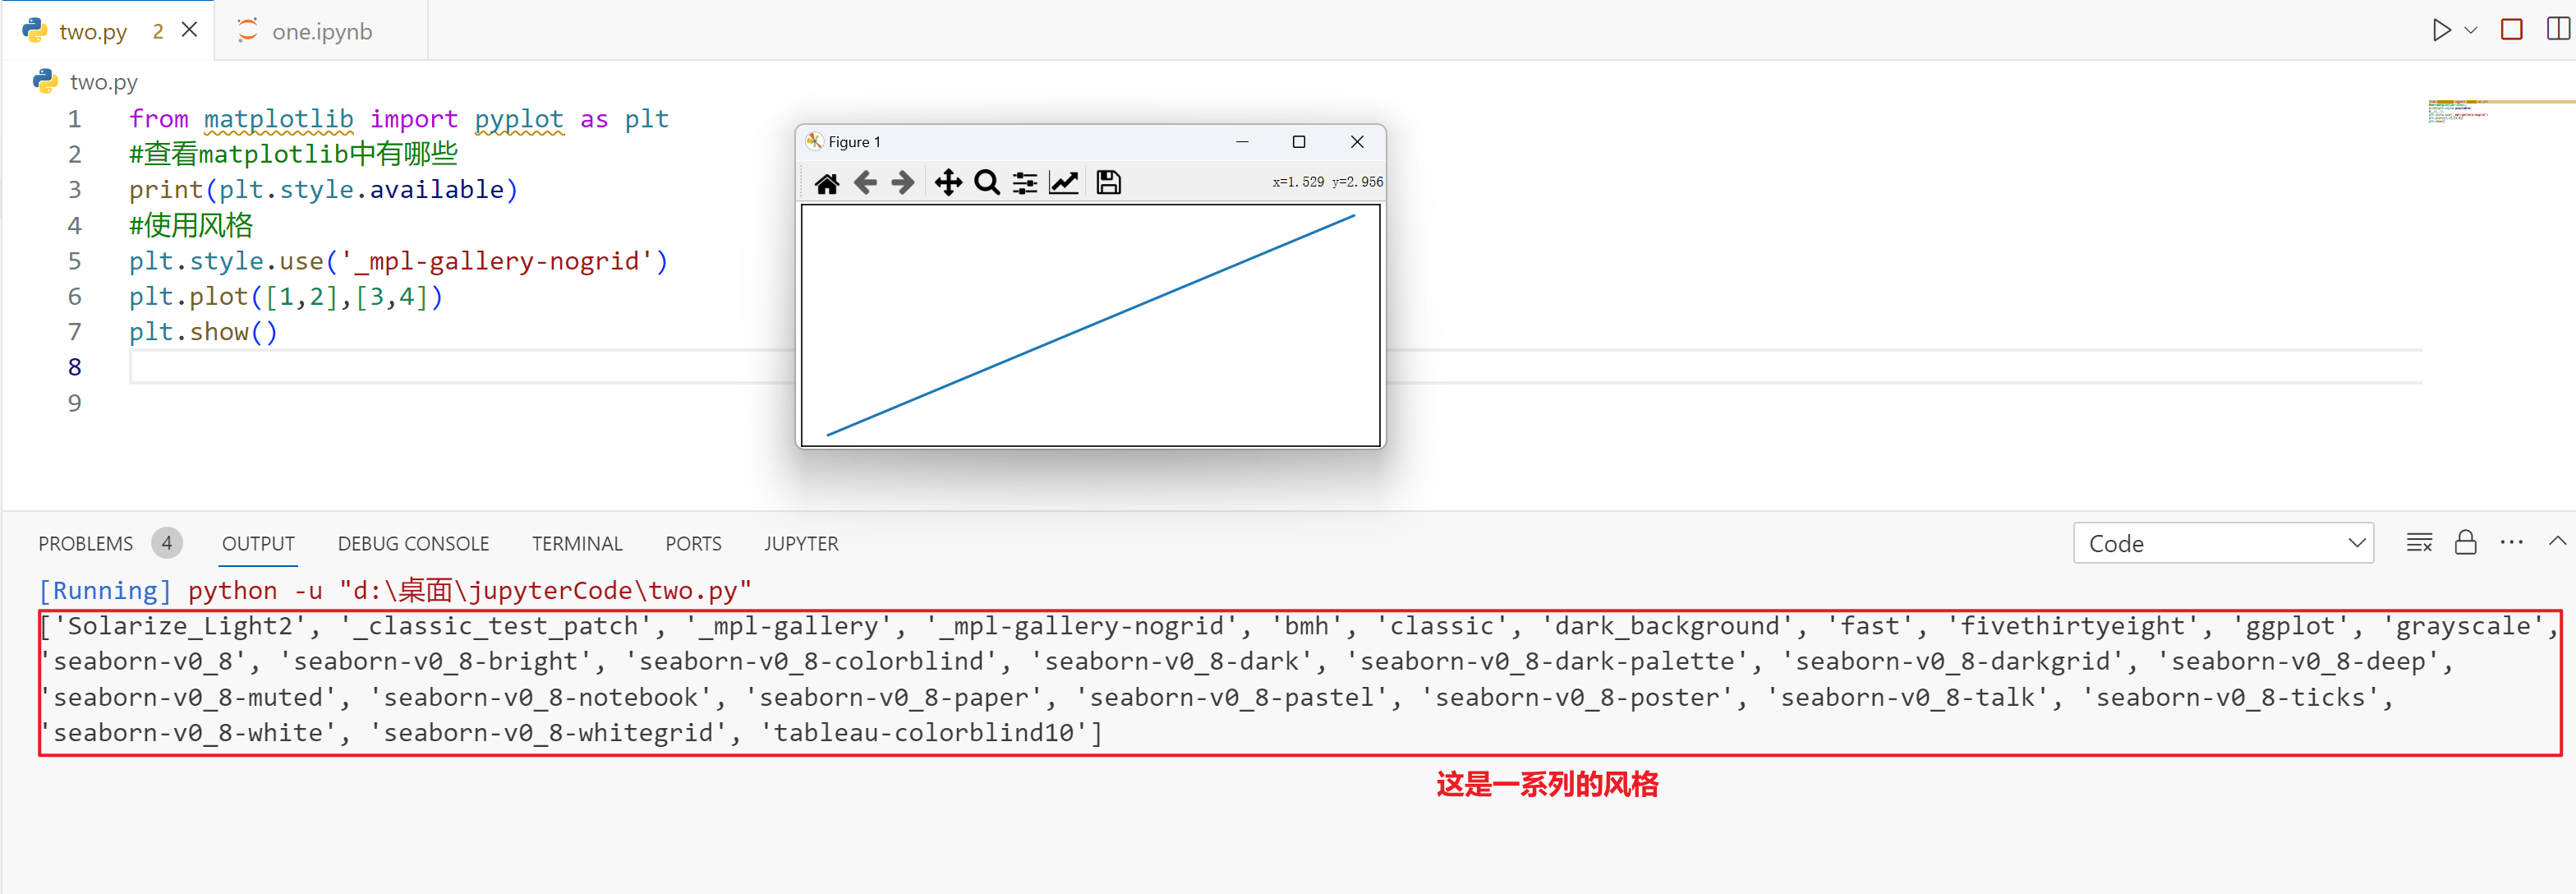 two.py 2
one.ipynb
two.py
1 from matplotlib import pyplot as plt
2 #查看matplotlib中有哪些
3 print(plt.style.available)
4 #使用风格
5 plt.style.use('_mpl-gallery-nogrid')
6 plt.plot([1,2],[3,4])
7 plt.show()
8
9
Figure 1
x=1.529 y=2.956
PROBLEMS 4 OUTPUT DEBUG CONSOLE TERMINAL PORTS JUPYTER
Code
[Running] python -u "d:\桌面\jupyterCode\two.py"
['Solarize_Light2', '_classic_test_patch', '_mpl-gallery', '_mpl-gallery-nogrid', 'bmh', 'classic', 'dark_background', 'fast', 'fivethirtyeight', 'ggplot', 'grayscale',
'seaborn-v0_8', 'seaborn-v0_8-bright', 'seaborn-v0_8-colorblind', 'seaborn-v0_8-dark', 'seaborn-v0_8-dark-palette', 'seaborn-v0_8-darkgrid', 'seaborn-v0_8-deep',
'seaborn-v0_8-muted', 'seaborn-v0_8-notebook', 'seaborn-v0_8-paper', 'seaborn-v0_8-pastel', 'seaborn-v0_8-poster', 'seaborn-v0_8-talk', 'seaborn-v0_8-ticks',
'seaborn-v0_8-white', 'seaborn-v0_8-whitegrid', 'tableau-colorblind10']
这是一系列的风格